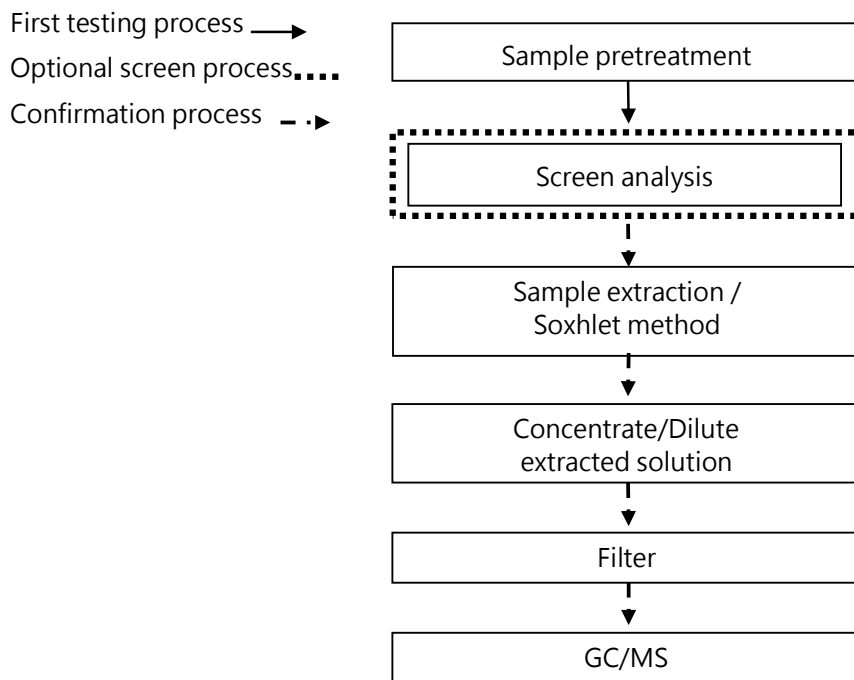 First testing process
Optional screen process
Confirmation process
Sample pretreatment
Screen analysis
Sample extraction /
Soxhlet method
Concentrate/Dilute
extracted solution
Filter
GC/MS